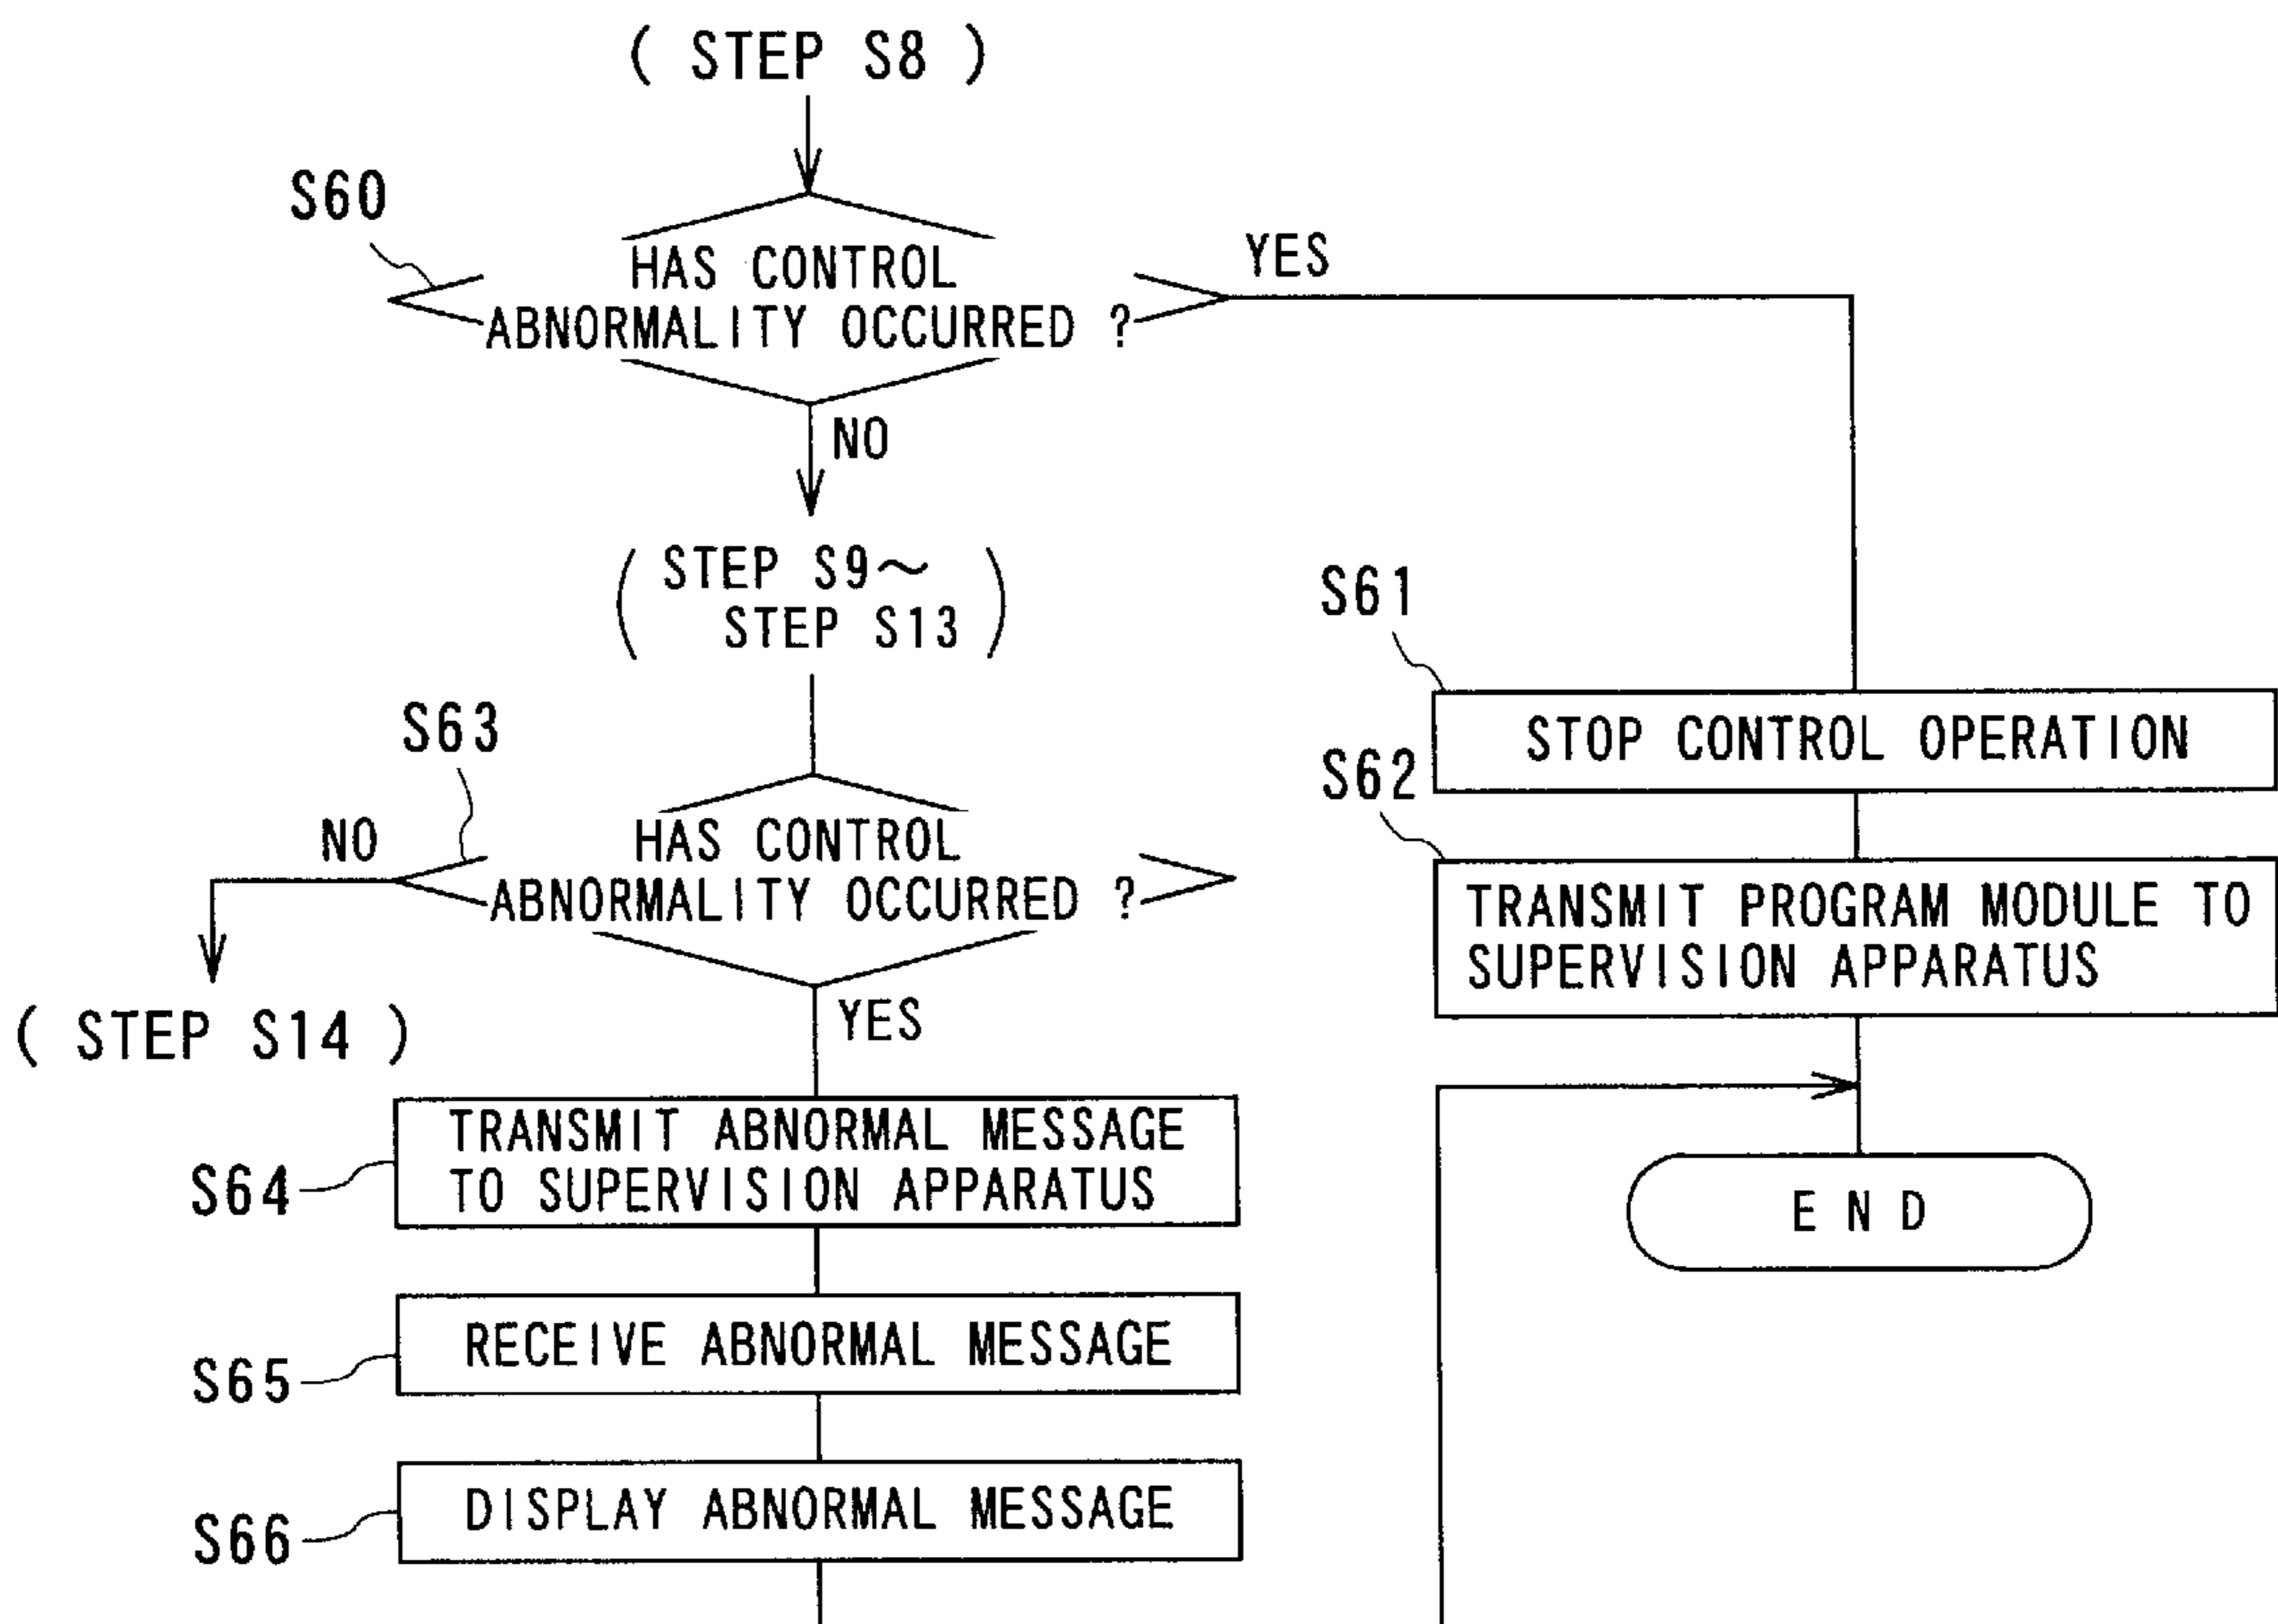 ( STEP S8 )
S60
HAS CONTROL
ABNORMALITY OCCURRED ?
YES
NO
( STEP S9~
STEP S13 )
S63
NO
HAS CONTROL
ABNORMALITY OCCURRED ?
YES
( STEP S14 )
S64
TRANSMIT ABNORMAL MESSAGE
TO SUPERVISION APPARATUS
S65
RECEIVE ABNORMAL MESSAGE
S66
DISPLAY ABNORMAL MESSAGE
S61
STOP CONTROL OPERATION
S62
TRANSMIT PROGRAM MODULE TO
SUPERVISION APPARATUS
END